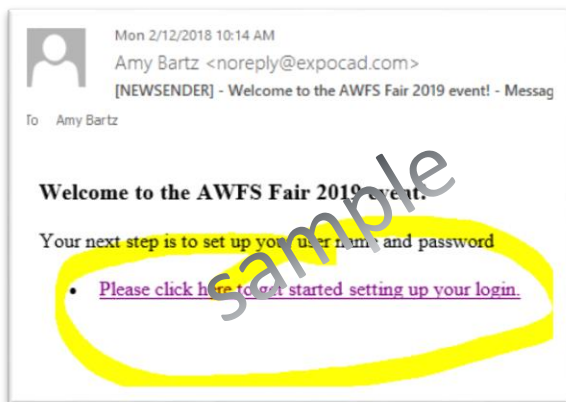 Mon 2/12/2018 10:14 AM
Amy Bartz <noreply@expocad.com>
[NEWSENDER] - Welcome to the AWFS Fair 2019 event! - Messag
To Amy Bartz
Welcome to the AWFS Fair 2019 event!
Your next step is to set up your user name and password
• Please click here to get started setting up your login.
sample